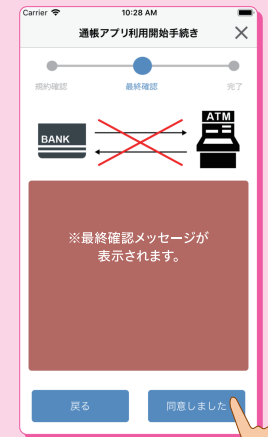 Carrier 10:28 AM
通帳アプリ利用開始手続き
規約確認 最終確認 完了
ATM
BANK
※最終確認メッセージが
表示されます。
戻る 同意しました